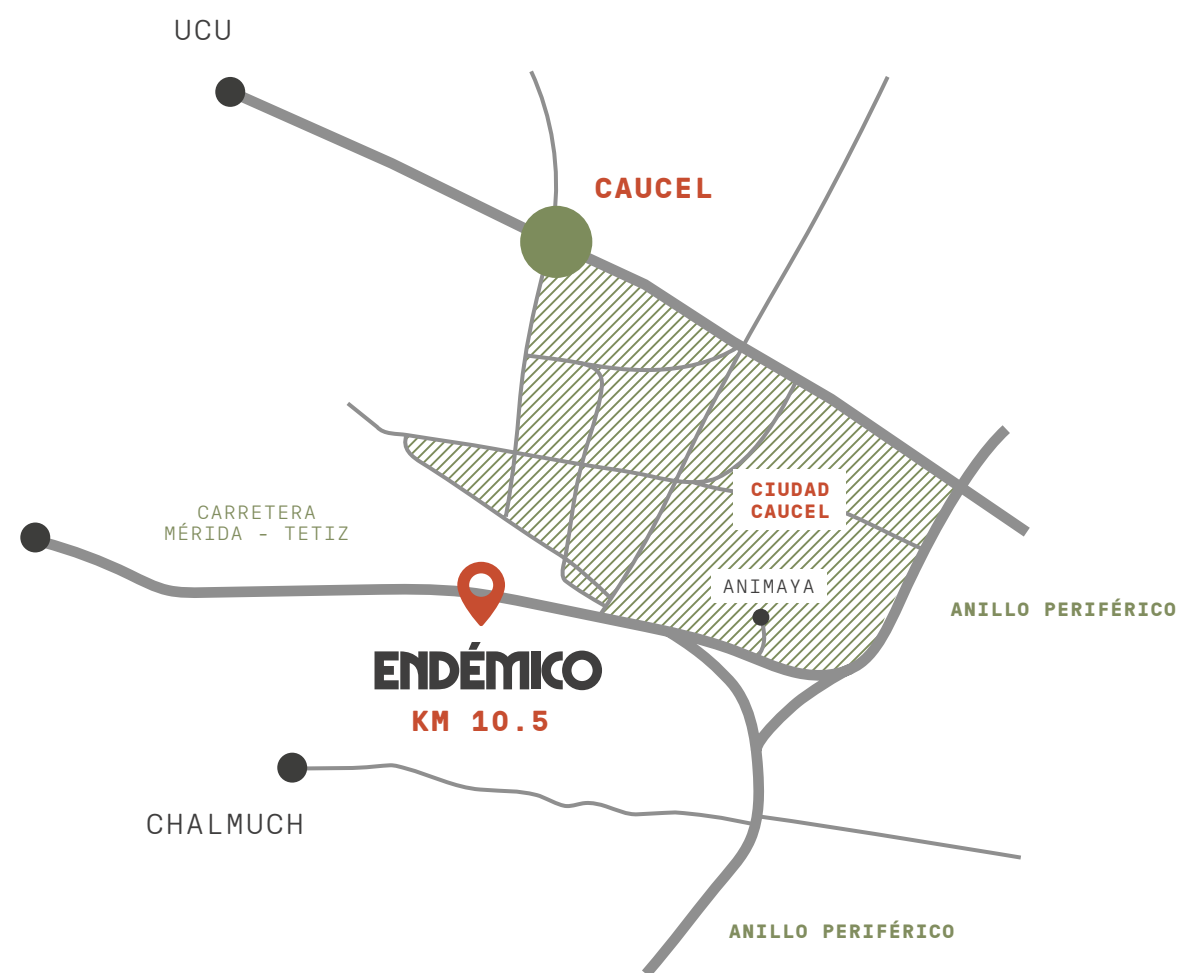 UCU
CAUCEL
CIUDAD
CAUCEL
CARRETERA
MÉRIDA - TETIZ
ANIMAYA
ANILLO PERIFÉRICO
ENDÉMICO
KM 10.5
CHALMUCH
ANILLO PERIFÉRICO